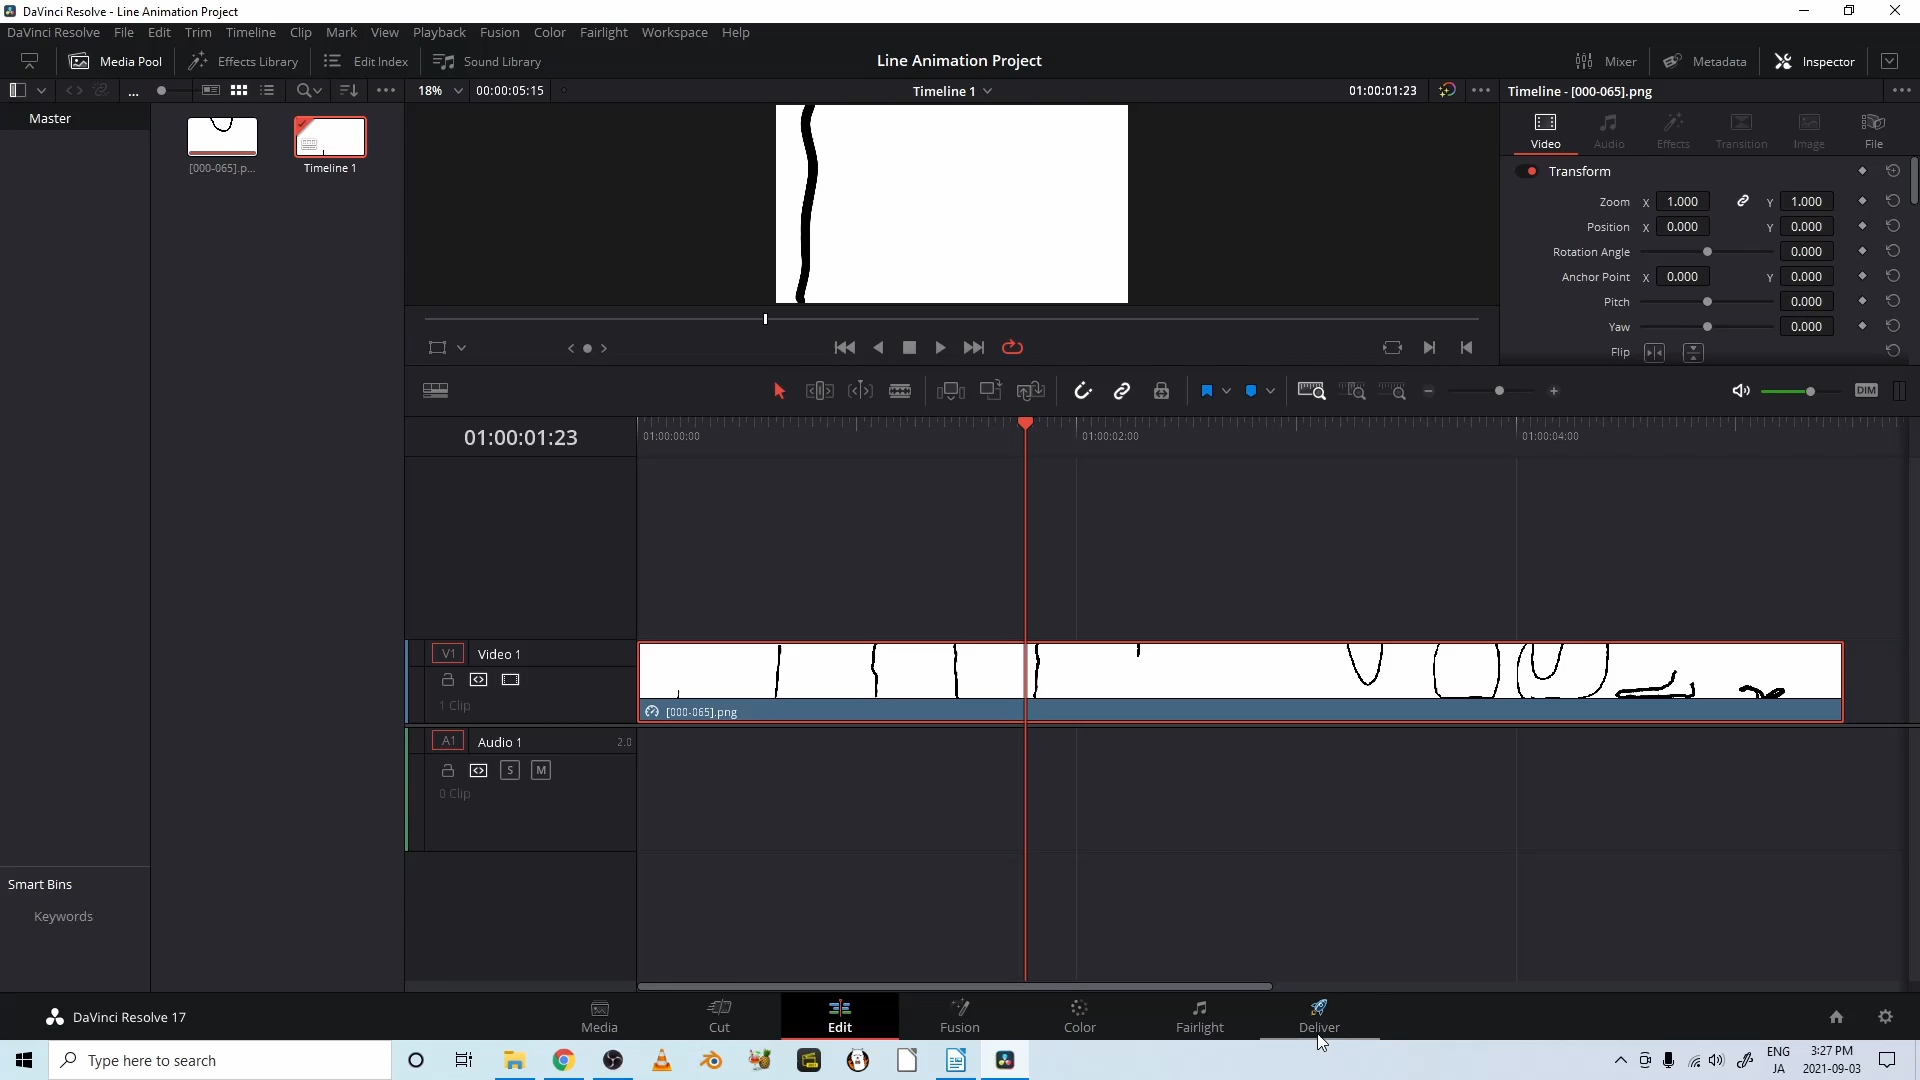 DaVinci Resolve - Line Animation Project
DaVinci Resolve File Edit Trim Timeline Clip Mark View Playback Fusion Color Fairlight Workspace Help
Media Pool Effects Library Edit Index Sound Library Line Animation Project Mixer Metadata Inspector
... 18% 00:00:05:15 Timeline 1 01:00:01:23 Timeline - [000-065].png
Master
[000-065].p...
Timeline 1
Video Audio Effects Transition Image File
Transform
Zoom X 1.000 Y 1.000
Position X 0.000 Y 0.000
Rotation Angle 0.000
Anchor Point X 0.000 Y 0.000
Pitch 0.000
Yaw 0.000
Flip
DIM
01:00:01:23
01:00:00:00 01:00:02:00 01:00:04:00
V1 Video 1
1 Clip
[000-065].png
A1 Audio 1 2.0
S M
0 Clip
Smart Bins
Keywords
DaVinci Resolve 17
Media Cut Edit Fusion Color Fairlight Deliver
Type here to search
ENG
JA
3:27 PM
2021-09-03